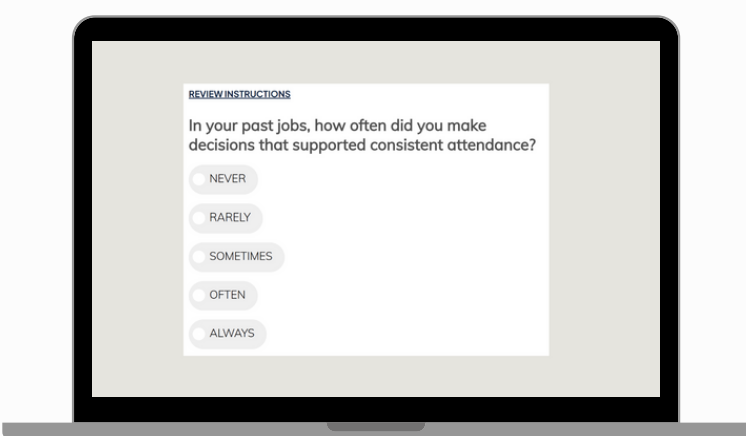 REVIEW INSTRUCTIONS
In your past jobs, how often did you make
decisions that supported consistent attendance?
NEVER
RARELY
SOMETIMES
OFTEN
ALWAYS